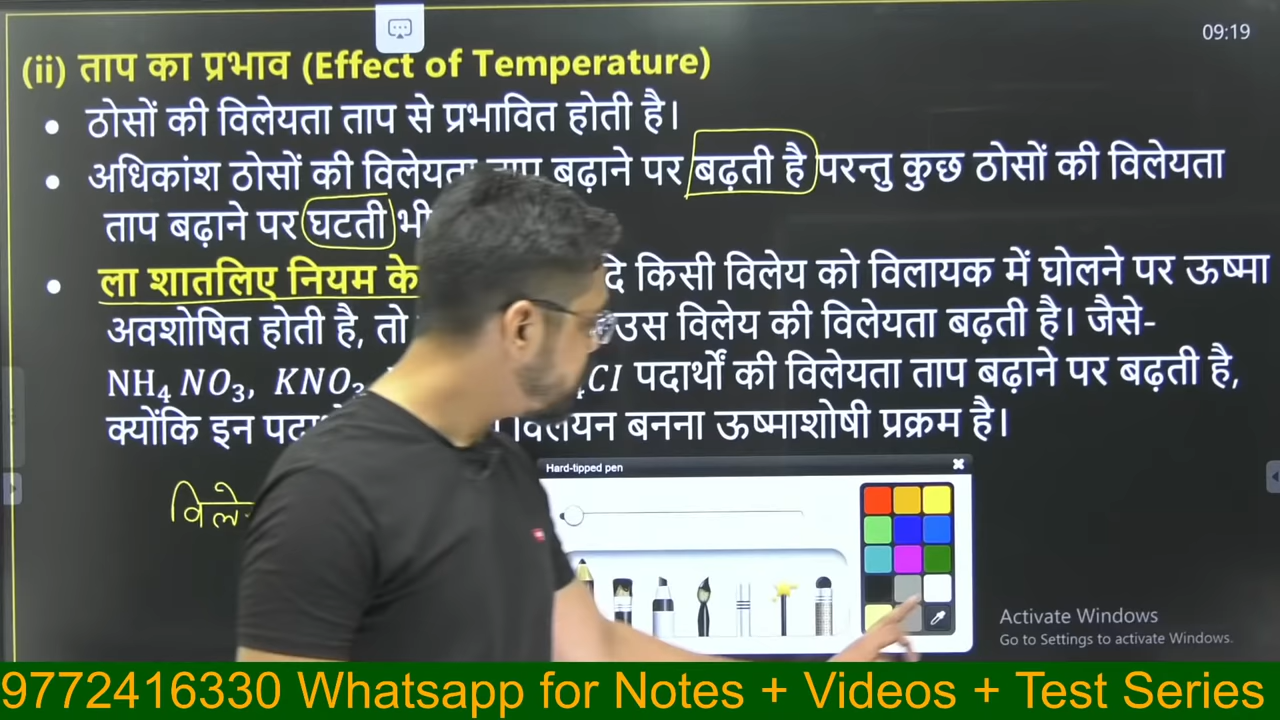 09:19
(ii) ताप का प्रभाव (Effect of Temperature)
• ठोसों की विलेयता ताप से प्रभावित होती है।
• अधिकांश ठोसों की विलेयता ताप बढ़ाने पर बढ़ती है परन्तु कुछ ठोसों की विलेयता
ताप बढ़ाने पर घटती भी
• ला शातलिए नियम के किसी विलेय को विलायक में घोलने पर ऊष्मा
अवशोषित होती है, तो उस विलेय की विलेयता बढ़ती है। जैसे-
NH₄ NO₃, KNO₃ पदार्थों की विलेयता ताप बढ़ाने पर बढ़ती है,
क्योंकि इन विलयन बनना ऊष्माशोषी प्रक्रम है।
Hard-tipped pen
Activate Windows
Go to Settings to activate Windows.
9772416330 Whatsapp for Notes + Videos + Test Series